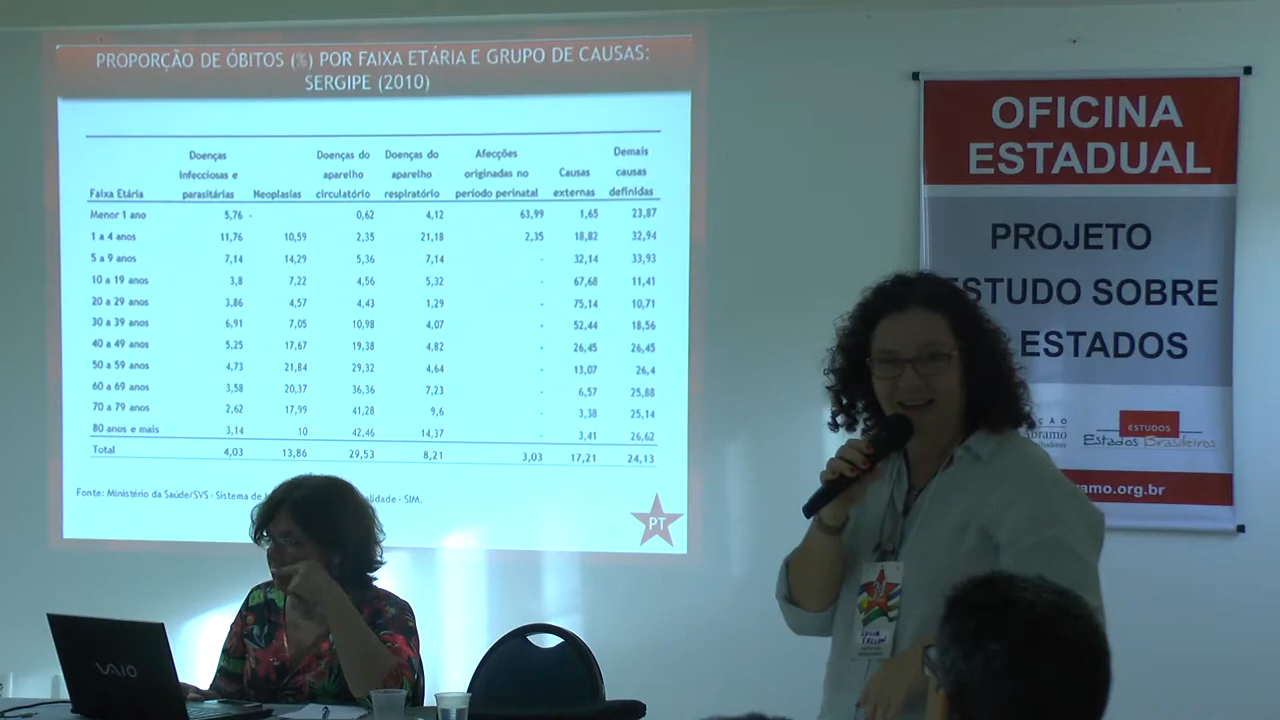 PROPORÇÃO DE ÓBITOS (%) POR FAIXA ETÁRIA E GRUPO DE CAUSAS:
SERGIPE (2010)
Faixa Etária Doenças infecciosas e parasitárias Neoplasias Doenças do aparelho circulatório Doenças do aparelho respiratório Afecções originadas no período perinatal Causas externas Demais causas definidas
Menor 1 ano 5,76 - 0,62 4,12 63,99 1,65 23,87
1 a 4 anos 11,76 10,59 2,35 21,18 2,35 18,82 32,94
5 a 9 anos 7,14 14,29 5,36 7,14 - 32,14 33,93
10 a 19 anos 3,8 7,22 4,56 5,32 - 67,68 11,41
20 a 29 anos 3,86 4,57 4,43 1,29 - 75,14 10,71
30 a 39 anos 6,91 7,05 10,98 4,07 - 52,44 18,56
40 a 49 anos 5,25 17,67 19,38 4,82 - 26,45 26,45
50 a 59 anos 4,73 21,84 29,32 4,64 - 13,07 26,4
60 a 69 anos 3,58 20,37 36,36 7,23 - 6,57 25,88
70 a 79 anos 2,62 17,99 41,28 9,6 - 3,38 25,14
80 anos e mais 3,14 10 42,46 14,37 - 3,41 26,62
Total 4,03 13,86 29,53 8,21 3,03 17,21 24,13
Fonte: Ministério da Saúde/SVS - Sistema de - SIM.
PT
OFICINA
ESTADUAL
PROJETO
ESTUDO SOBRE
ESTADOS
ESTUDOS
Estados Brasileiros
amo.org.br
VAIO